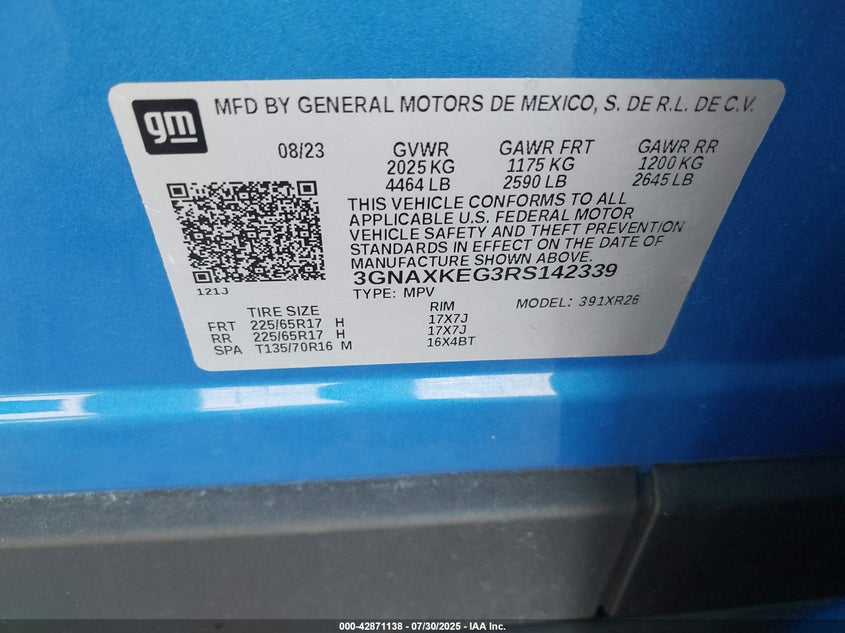 gm
MFD BY GENERAL MOTORS DE MEXICO, S. DE R.L. DE C.V.
08/23 GVWR GAWR FRT GAWR RR
2025 KG 1175 KG 1200 KG
4464 LB 2590 LB 2645 LB
THIS VEHICLE CONFORMS TO ALL
APPLICABLE U.S. FEDERAL MOTOR
VEHICLE SAFETY AND THEFT PREVENTION
STANDARDS IN EFFECT ON THE DATE OF
MANUFACTURE SHOWN ABOVE.
3GNAXKEG3RS142339
121J
TYPE: MPV MODEL: 391XR26
TIRE SIZE RIM
FRT 225/65R17 H 17X7J
RR 225/65R17 H 17X7J
SPA T135/70R16 M 16X4BT
000-42871138 - 07/30/2025 - IAA Inc.